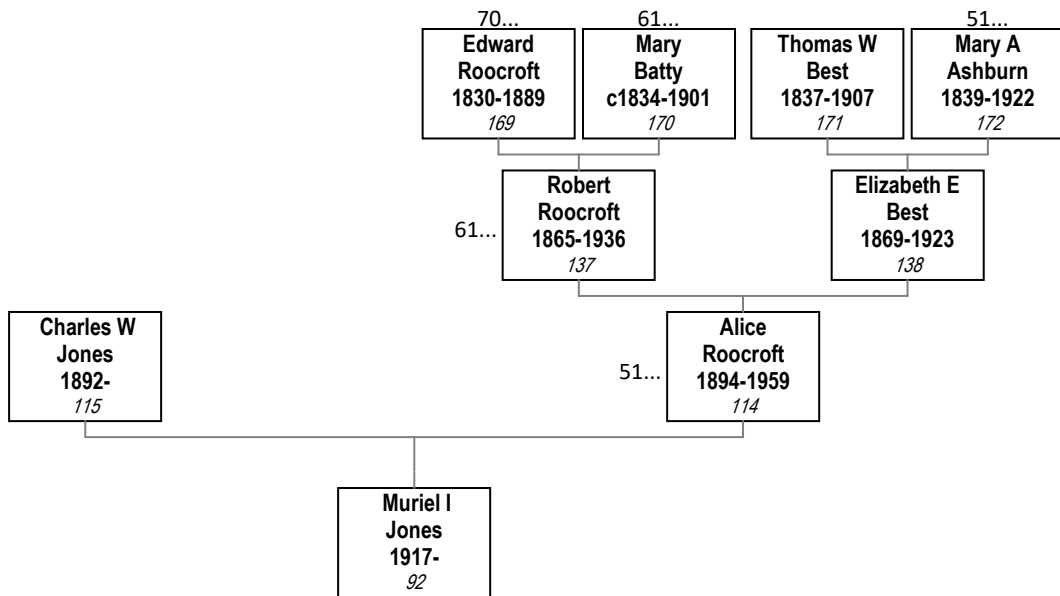 70...
61...
51...
Edward
Roocroft
1830-1889
169
Mary
Batty
c1834-1901
170
Thomas W
Best
1837-1907
171
Mary A
Ashburn
1839-1922
172
61...
Robert
Roocroft
1865-1936
137
Elizabeth E
Best
1869-1923
138
Charles W
Jones
1892-
115
51...
Alice
Roocroft
1894-1959
114
Muriel I
Jones
1917-
92